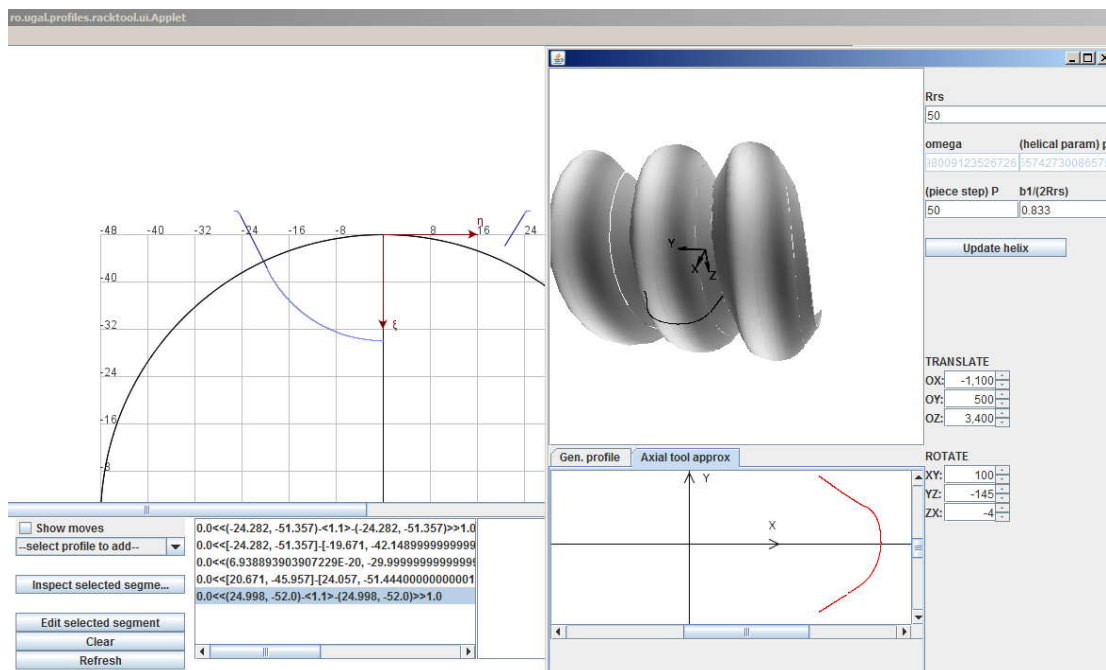 ro.ugal.profiles.racktool.ui.Applet
η
-48 -40 -32 -24 -16 -8 8 16 24
-40
-32
ξ
-24
-16
-8
Show moves
--select profile to add--
Inspect selected segme...
Edit selected segment
Clear
Refresh
0.0<<(-24.282, -51.357)-<1.1>-(-24.282, -51.357)>>1.0
0.0<<[-24.282, -51.357]-[-19.671, -42.1489999999999
0.0<<(6.938893903907229E-20, -29.99999999999999
0.0<<[20.671, -45.957]-[24.057, -51.44400000000001
0.0<<(24.998, -52.0)-<1.1>-(24.998, -52.0)>>1.0
Y
X
Z
Gen. profile
Axial tool approx
Y
X
Rrs
50
omega (helical param) p
98009123526726
(piece step) P b1/(2Rrs)
50 0.833
Update helix
TRANSLATE
OX: -1,100
OY: 500
OZ: 3,400
ROTATE
XY: 100
YZ: -145
ZX: -4